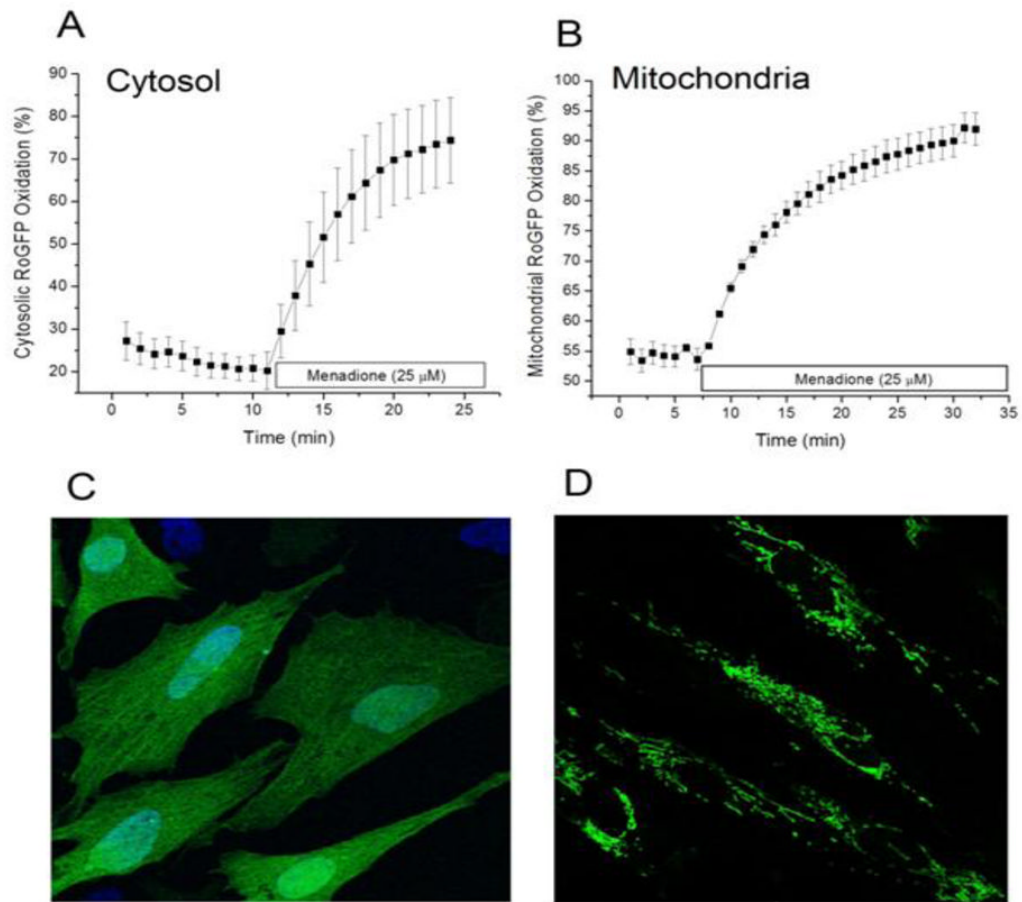 A
Cytosol
Cytosolic RoGFP Oxidation (%)
90
80
70
60
50
40
30
20
Menadione (25 μM)
0 5 10 15 20 25
Time (min)
B
Mitochondria
Mitochondrial RoGFP Oxidation (%)
100
95
90
85
80
75
70
65
60
55
50
Menadione (25 μM)
0 5 10 15 20 25 30 35
Time (min)
C
D